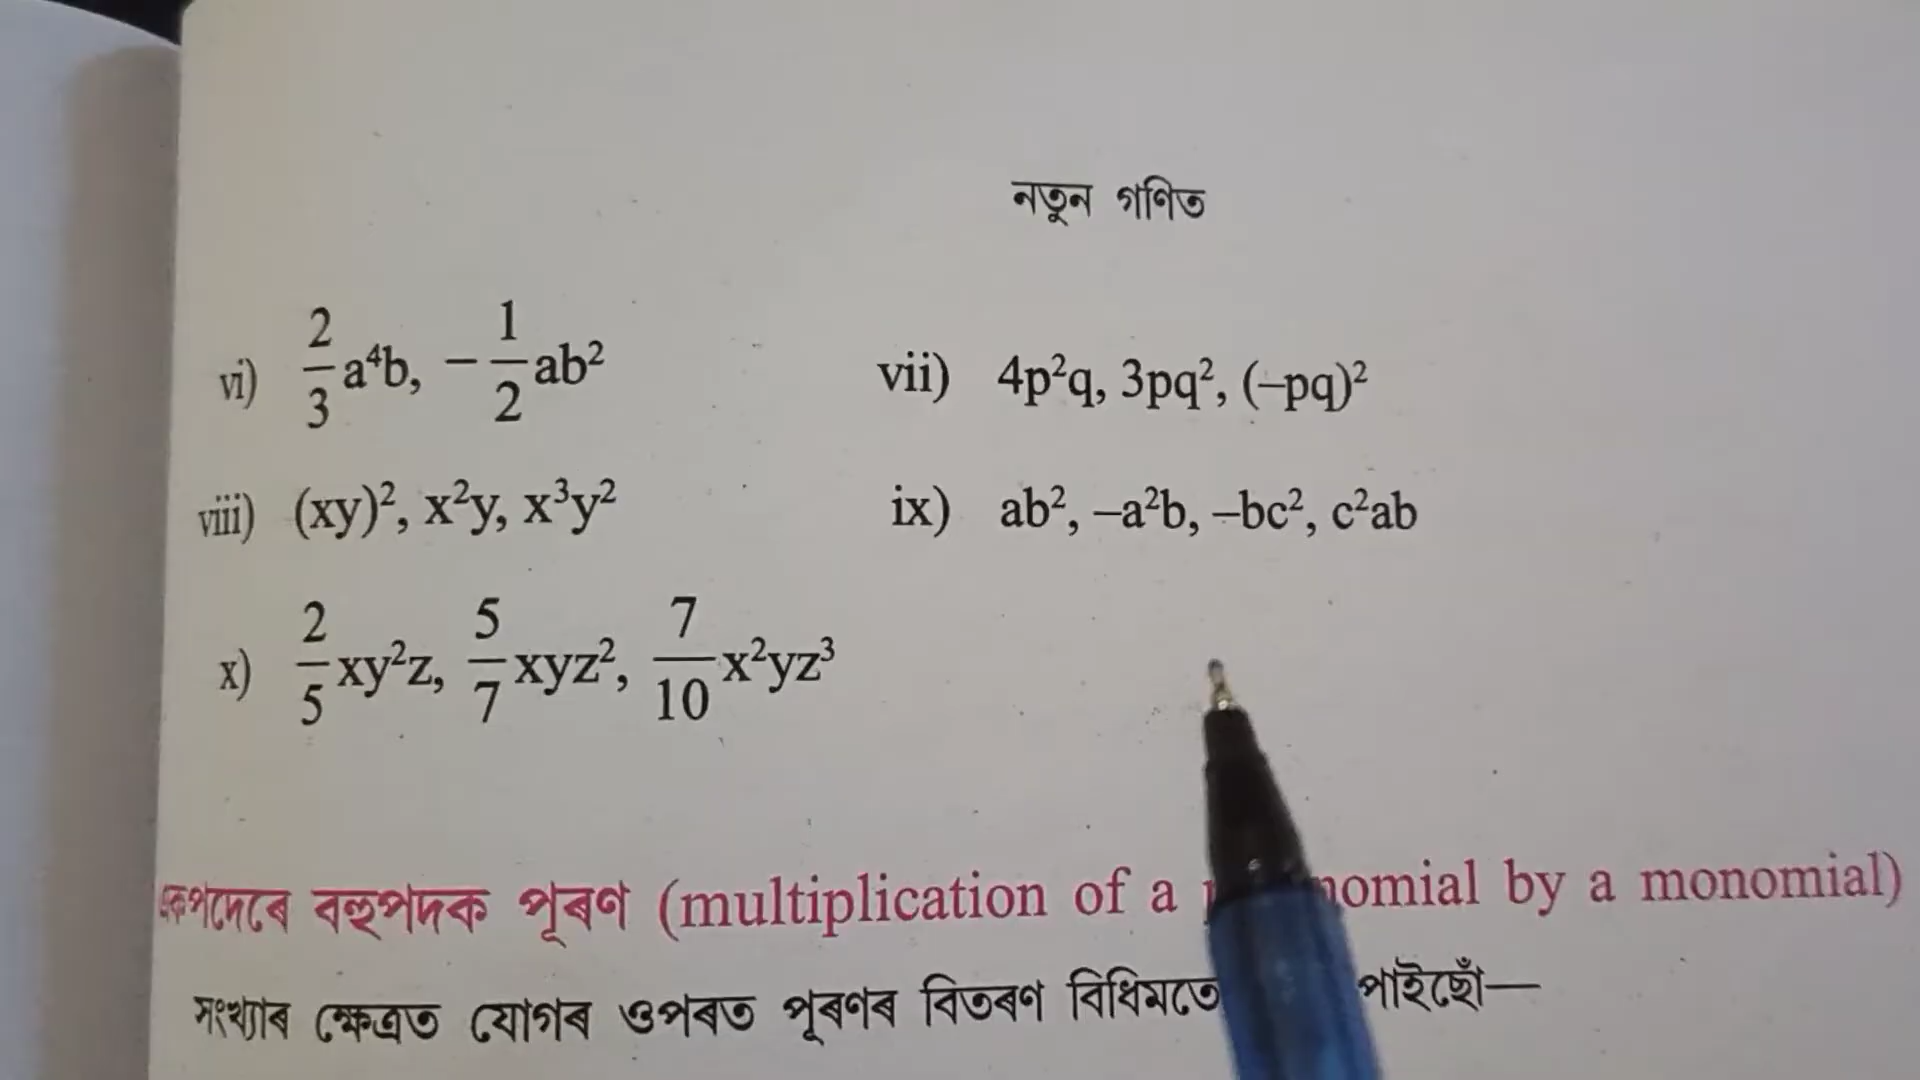 নতুন গণিত
vi) 2/3 a⁴b, −1/2 ab² vii) 4p²q, 3pq², (–pq)²
viii) (xy)², x²y, x³y² ix) ab², –a²b, –bc², c²ab
x) 2/5 xy²z, 5/7 xyz², 7/10 x²yz³
বহুপদক পূৰণ (multiplication of a by a monomial)
সংখ্যাৰ ক্ষেত্ৰত যোগৰ ওপৰত পূৰণৰ বিতৰণ বিধিমতে পাইছোঁ—